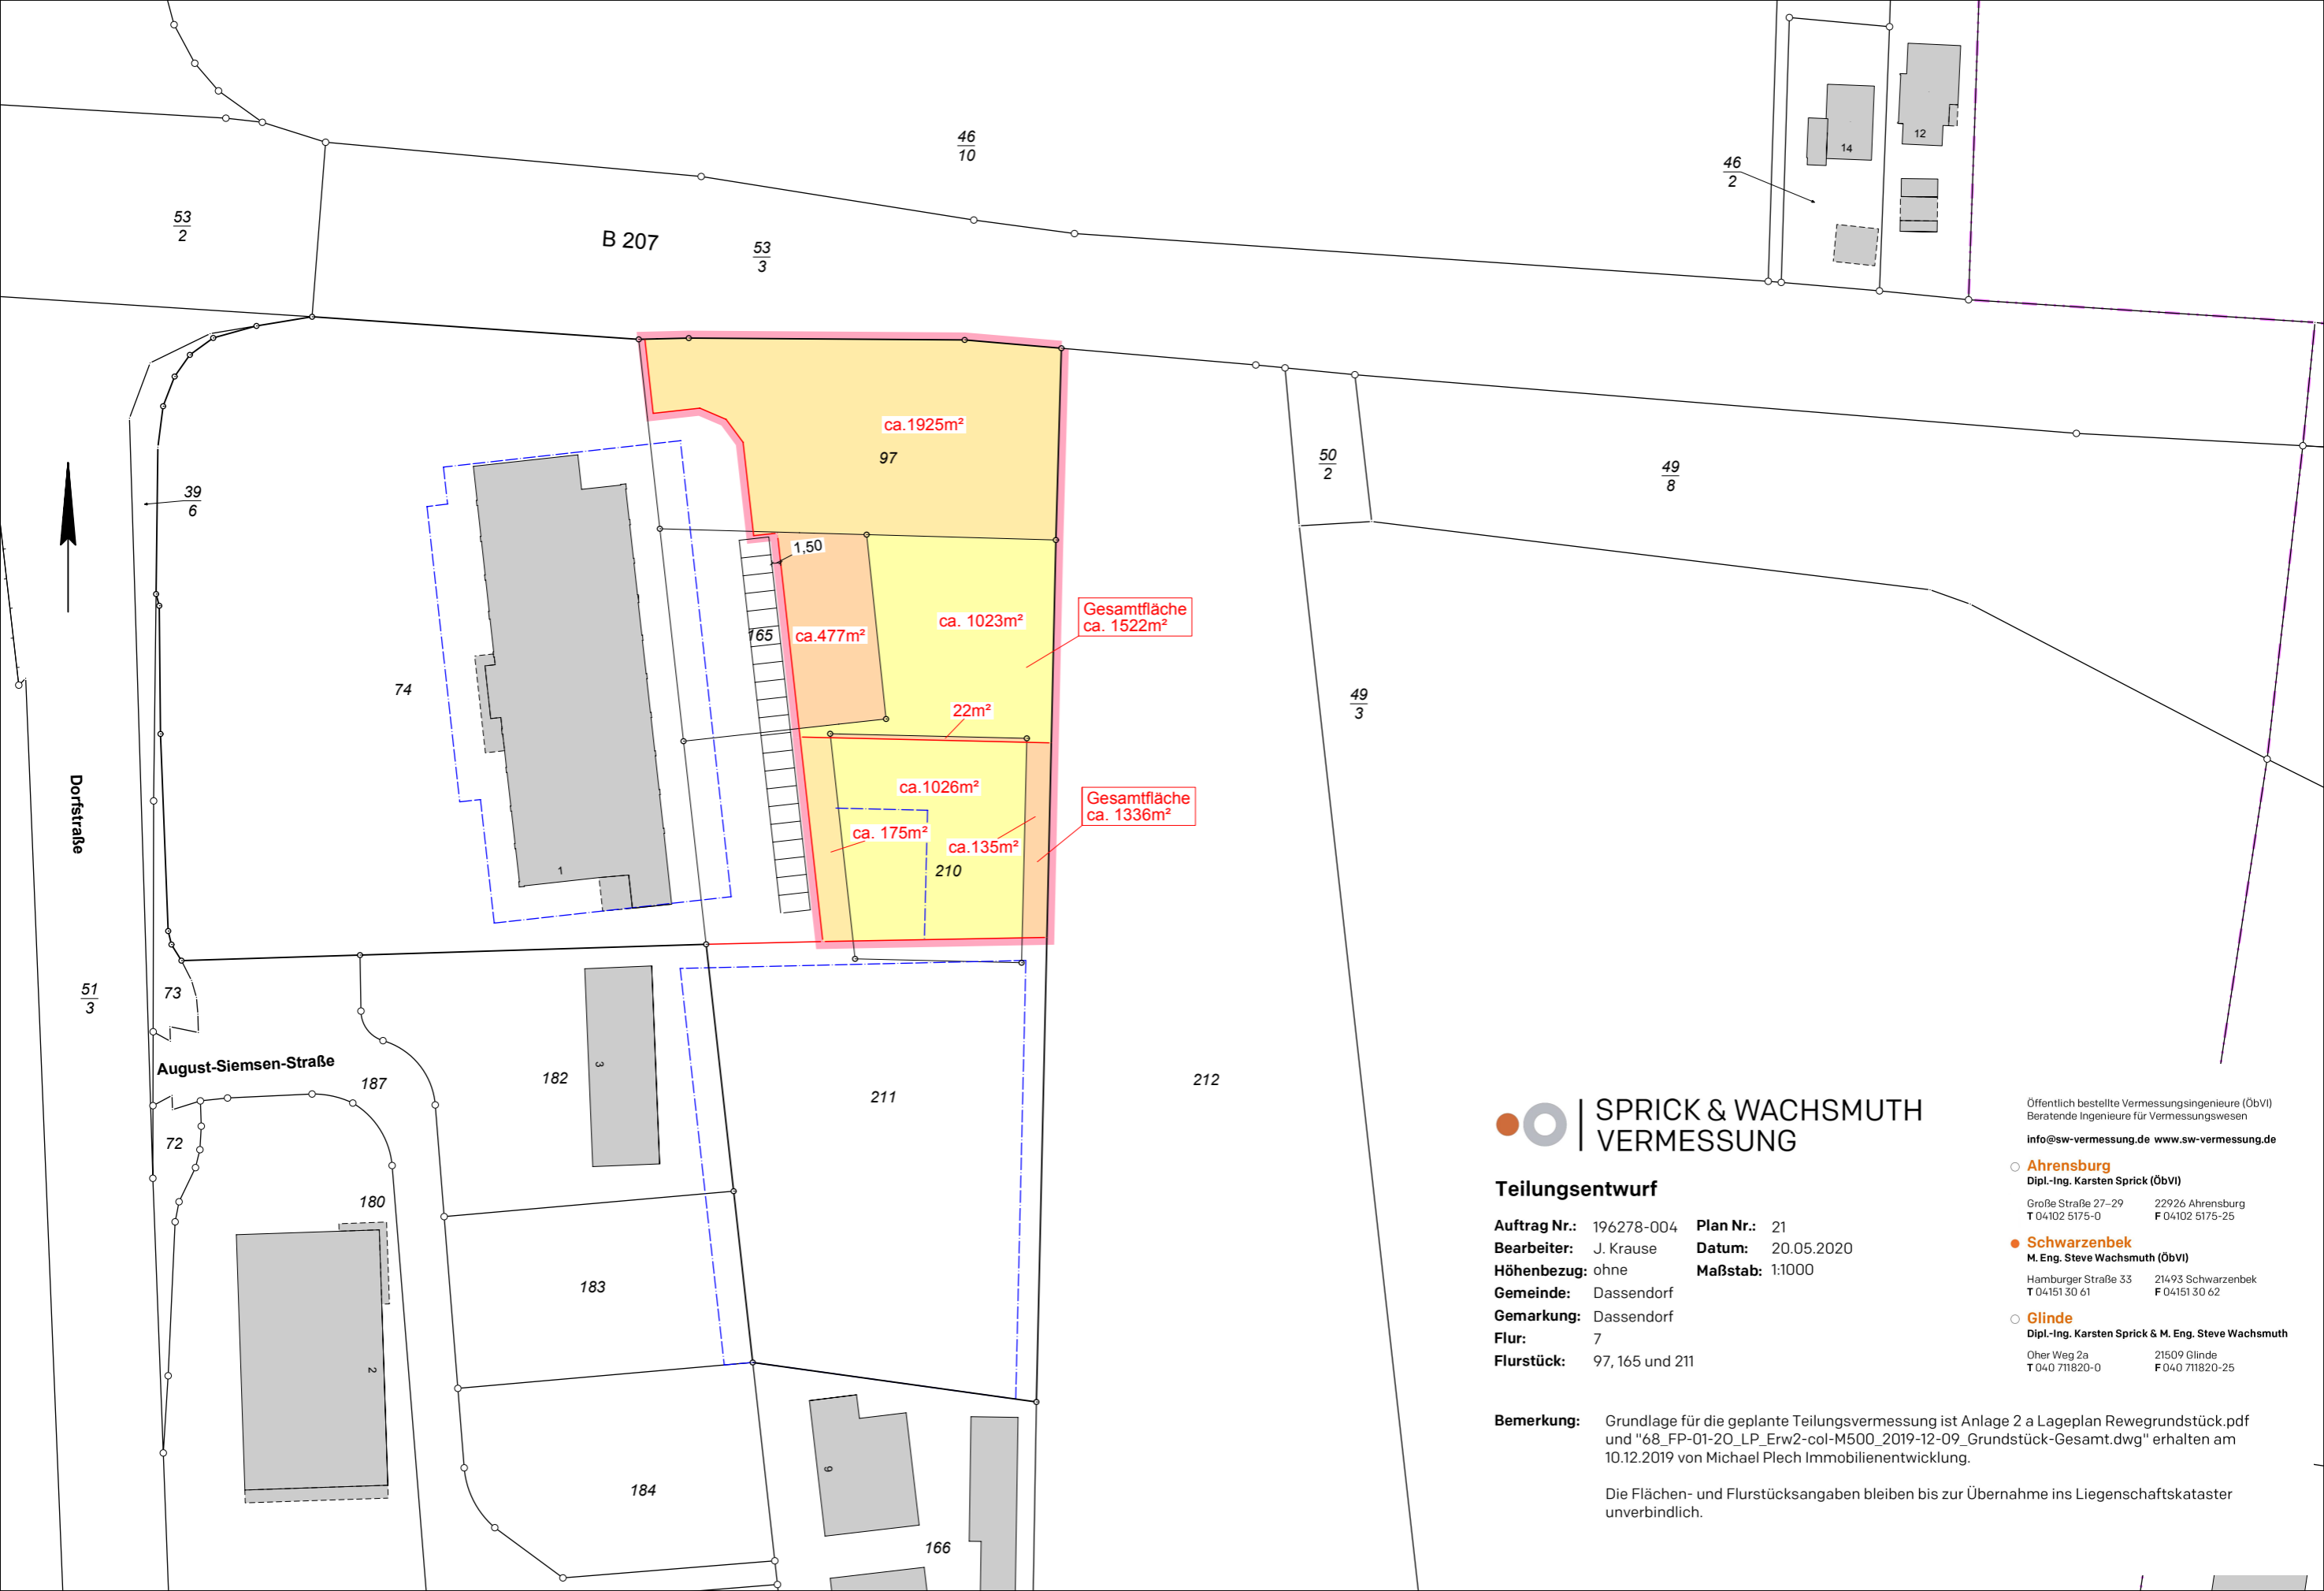 46
10
12
14
46
2
53
2
B 207
53
3
ca.1925m²
97
50
2
49
8
39
6
1,50
Gesamtfläche
ca. 1522m²
ca. 1023m²
165
ca.477m²
74
49
3
22m²
Dorfstraße
ca.1026m²
Gesamtfläche
ca. 1336m²
ca. 175m²
ca.135m²
210
1
51
3
73
August-Siemsen-Straße
187
182
3
211
212
72
180
183
2
184
9
166
SPRICK & WACHSMUTH
VERMESSUNG
Teilungsentwurf
Auftrag Nr.: 196278-004 Plan Nr.: 21
Bearbeiter: J. Krause Datum: 20.05.2020
Höhenbezug: ohne Maßstab: 1:1000
Gemeinde: Dassendorf
Gemarkung: Dassendorf
Flur: 7
Flurstück: 97, 165 und 211
Öffentlich bestellte Vermessungsingenieure (ÖbVI)
Beratende Ingenieure für Vermessungswesen
info@sw-vermessung.de www.sw-vermessung.de
Ahrensburg
Dipl.-Ing. Karsten Sprick (ÖbVI)
Große Straße 27–29 22926 Ahrensburg
T 04102 5175-0 F 04102 5175-25
Schwarzenbek
M. Eng. Steve Wachsmuth (ÖbVI)
Hamburger Straße 33 21493 Schwarzenbek
T 04151 30 61 F 04151 30 62
Glinde
Dipl.-Ing. Karsten Sprick & M. Eng. Steve Wachsmuth
Oher Weg 2a 21509 Glinde
T 040 711820-0 F 040 711820-25
Bemerkung: Grundlage für die geplante Teilungsvermessung ist Anlage 2 a Lageplan Rewegrundstück.pdf
und "68_FP-01-2O_LP_Erw2-col-M500_2019-12-09_Grundstück-Gesamt.dwg" erhalten am
10.12.2019 von Michael Plech Immobilienentwicklung.
Die Flächen- und Flurstücksangaben bleiben bis zur Übernahme ins Liegenschaftskataster
unverbindlich.